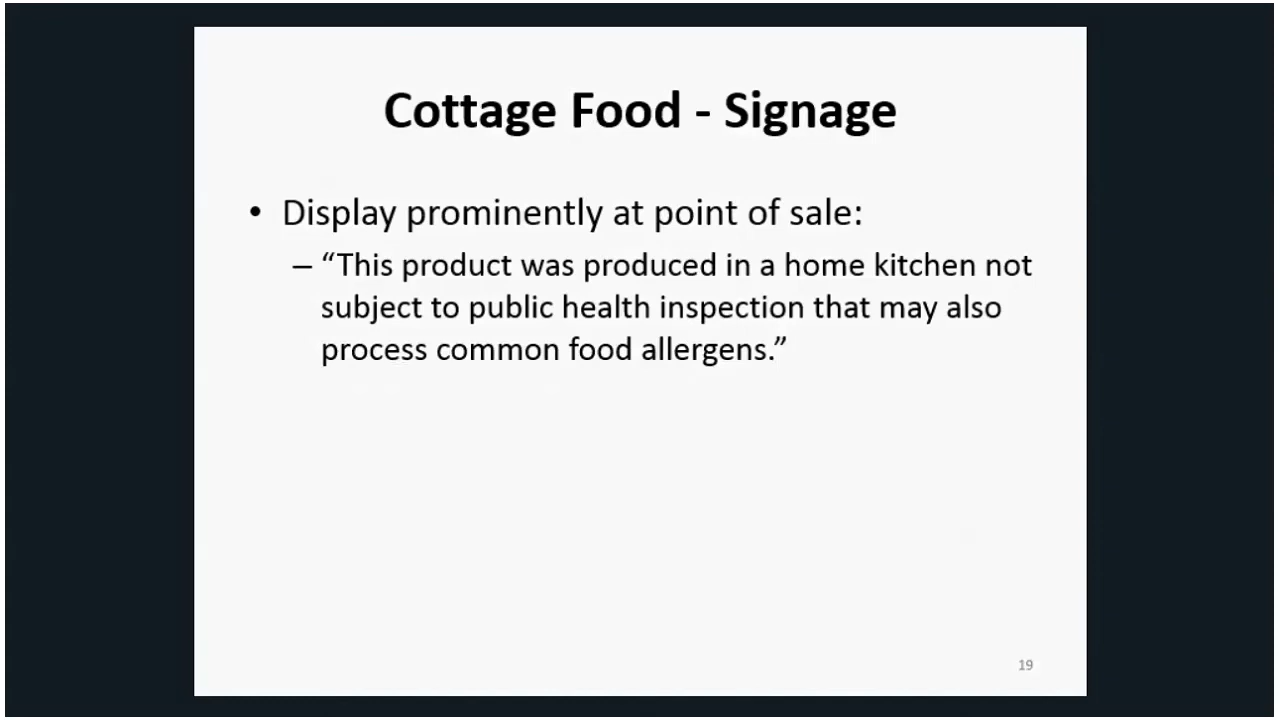 Cottage Food - Signage
• Display prominently at point of sale:
– “This product was produced in a home kitchen not
subject to public health inspection that may also
process common food allergens.”
19